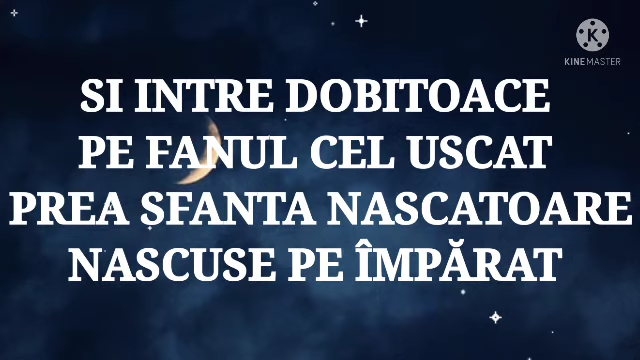 KINEMASTER
SI INTRE DOBITOACE
PE FANUL CEL USCAT
PREA SFANTA NASCATOARE
NASCUSE PE ÎMPĂRAT